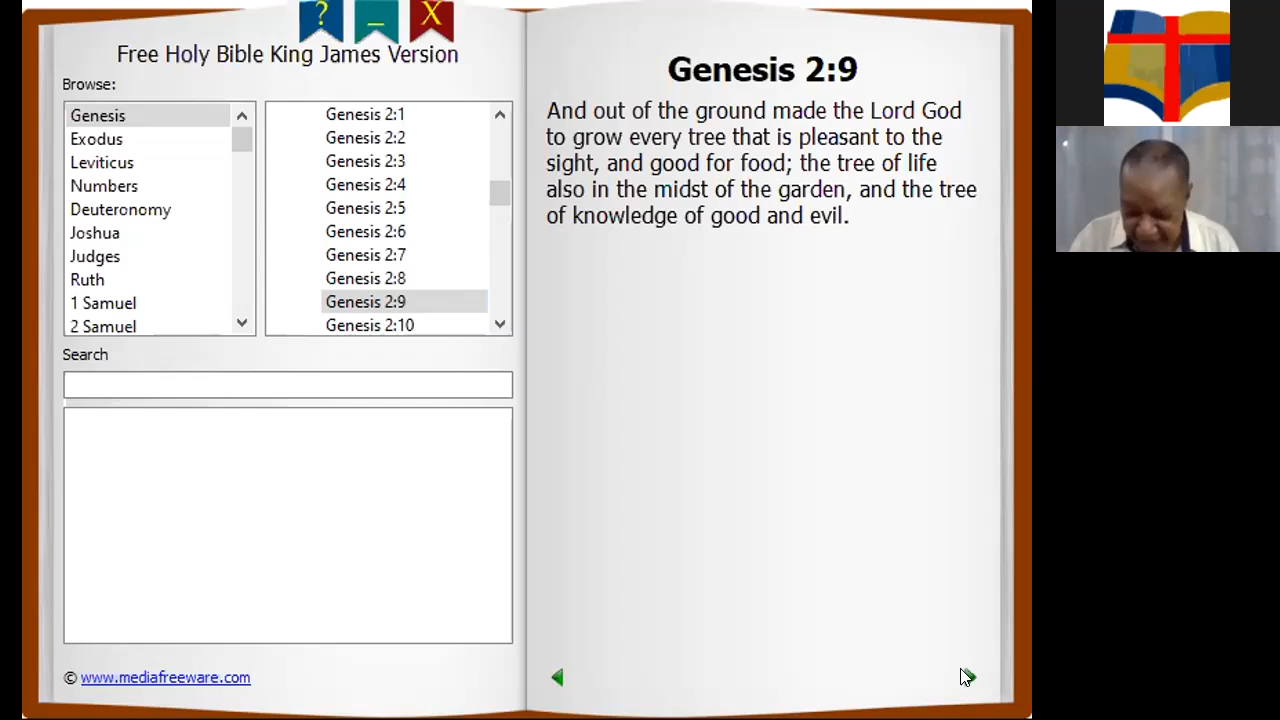 ?
_
X
Free Holy Bible King James Version
Browse:
Genesis
Exodus
Leviticus
Numbers
Deuteronomy
Joshua
Judges
Ruth
1 Samuel
2 Samuel
Genesis 2:1
Genesis 2:2
Genesis 2:3
Genesis 2:4
Genesis 2:5
Genesis 2:6
Genesis 2:7
Genesis 2:8
Genesis 2:9
Genesis 2:10
Search
© www.mediafreeware.com
Genesis 2:9
And out of the ground made the Lord God
to grow every tree that is pleasant to the
sight, and good for food; the tree of life
also in the midst of the garden, and the tree
of knowledge of good and evil.